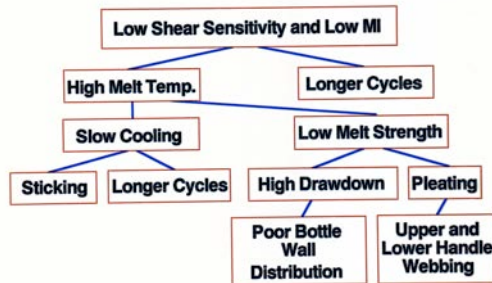 Low Shear Sensitivity and Low MI
High Melt Temp.
Longer Cycles
Slow Cooling
Low Melt Strength
Sticking
Longer Cycles
High Drawdown
Pleating
Poor Bottle
Wall
Distribution
Upper and
Lower Handle
Webbing